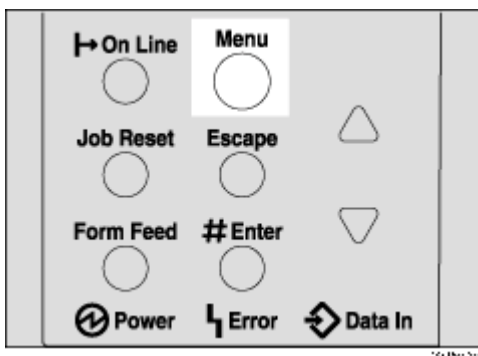 On Line Menu
Job Reset Escape
Form Feed # Enter
Power Error Data In